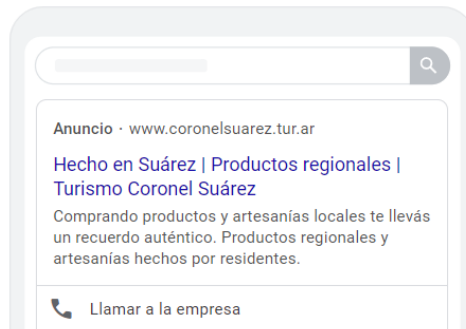 Anuncio · www.coronelsuarez.tur.ar
Hecho en Suárez | Productos regionales |
Turismo Coronel Suárez
Comprando productos y artesanías locales te llevás
un recuerdo auténtico. Productos regionales y
artesanías hechos por residentes.
Llamar a la empresa